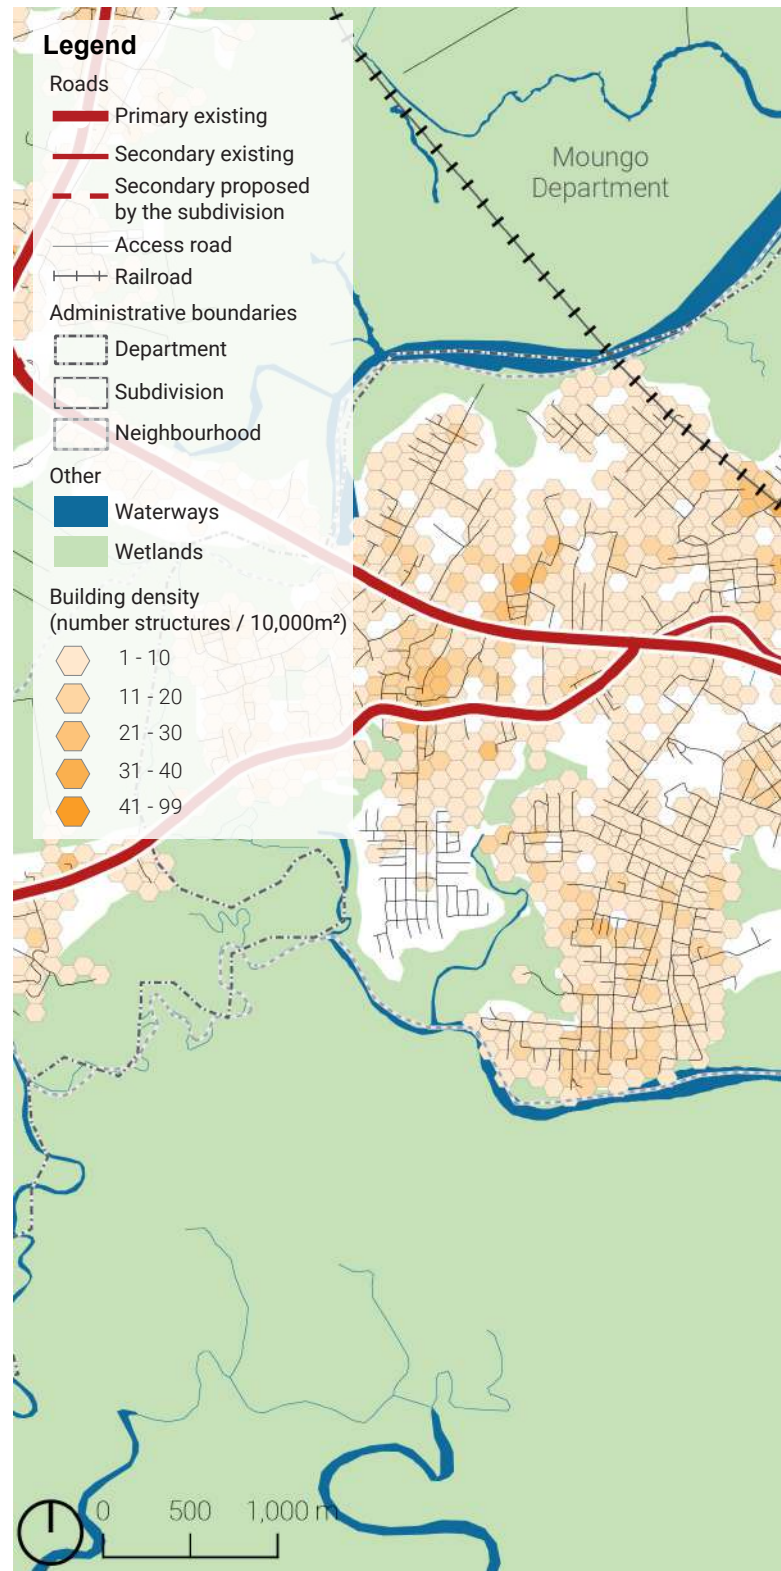 Legend
Roads
Primary existing
Secondary existing
Secondary proposed
by the subdivision
Access road
Railroad
Administrative boundaries
Department
Subdivision
Neighbourhood
Other
Waterways
Wetlands
Building density
(number structures / 10,000m²)
1 - 10
11 - 20
21 - 30
31 - 40
41 - 99
Moungo
Department
0 500 1,000 m